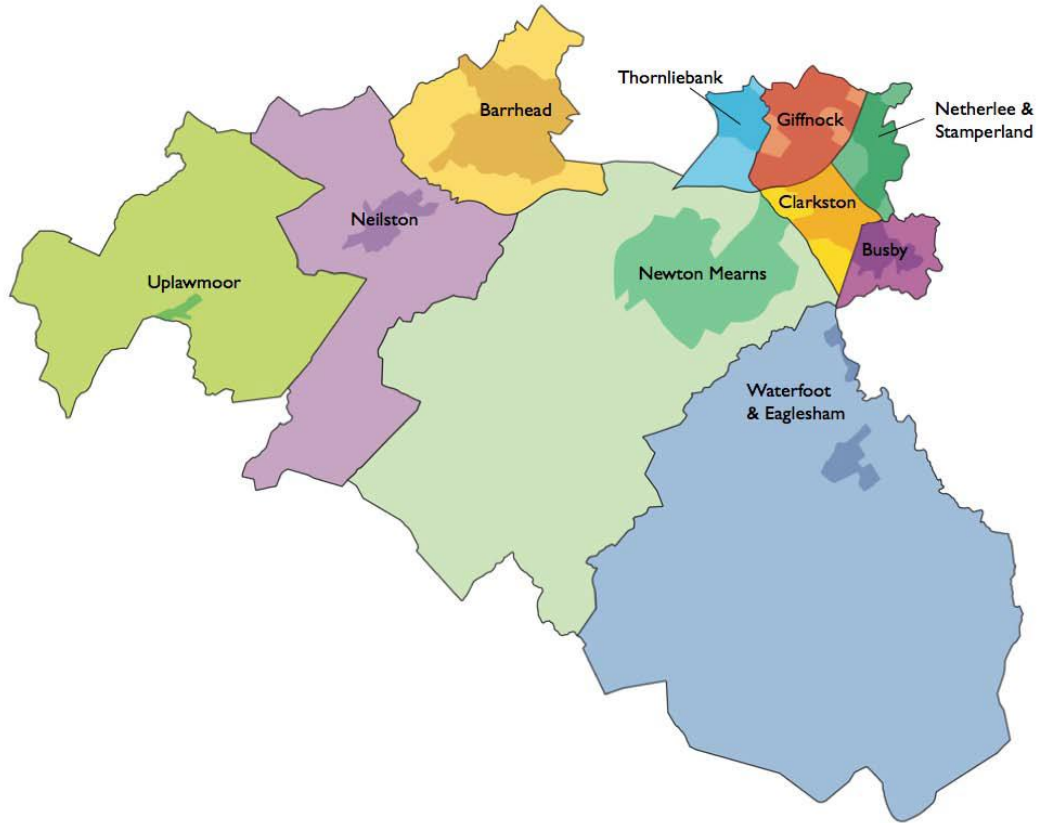 Thornliebank
Barrhead
Giffnock
Netherlee &
Stamperland
Neilston
Clarkston
Busby
Uplawmoor
Newton Mearns
Waterfoot
& Eaglesham